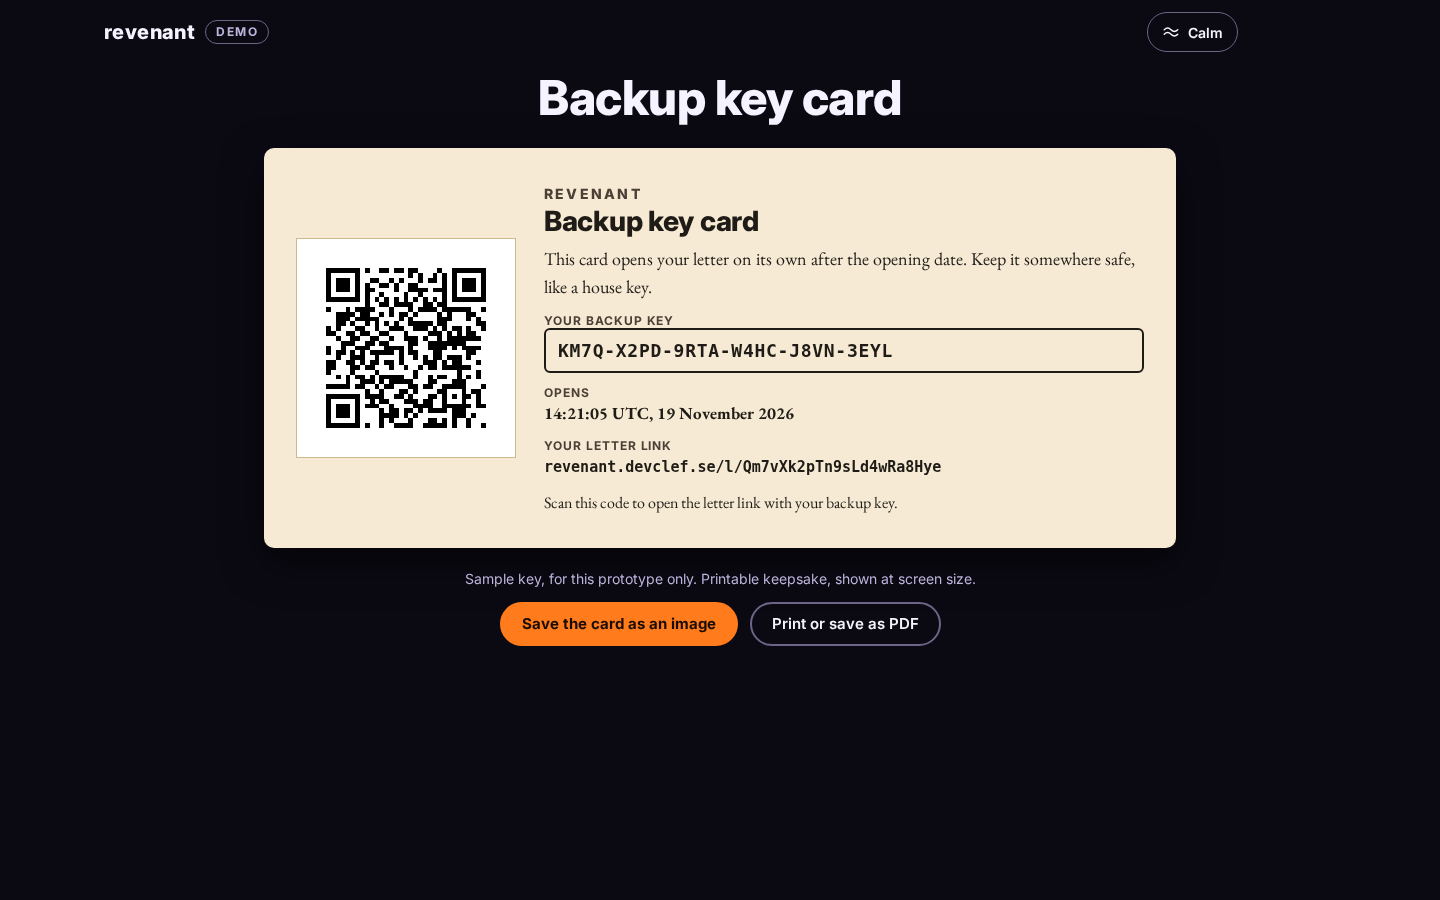 revenant DEMO
Calm
Backup key card
REVENANT
Backup key card
This card opens your letter on its own after the opening date. Keep it somewhere safe,
like a house key.
YOUR BACKUP KEY
KM7Q-X2PD-9RTA-W4HC-J8VN-3EYL
OPENS
14:21:05 UTC, 19 November 2026
YOUR LETTER LINK
revenant.devclef.se/l/Qm7vXk2pTn9sLd4wRa8Hye
Scan this code to open the letter link with your backup key.
Sample key, for this prototype only. Printable keepsake, shown at screen size.
Save the card as an image
Print or save as PDF